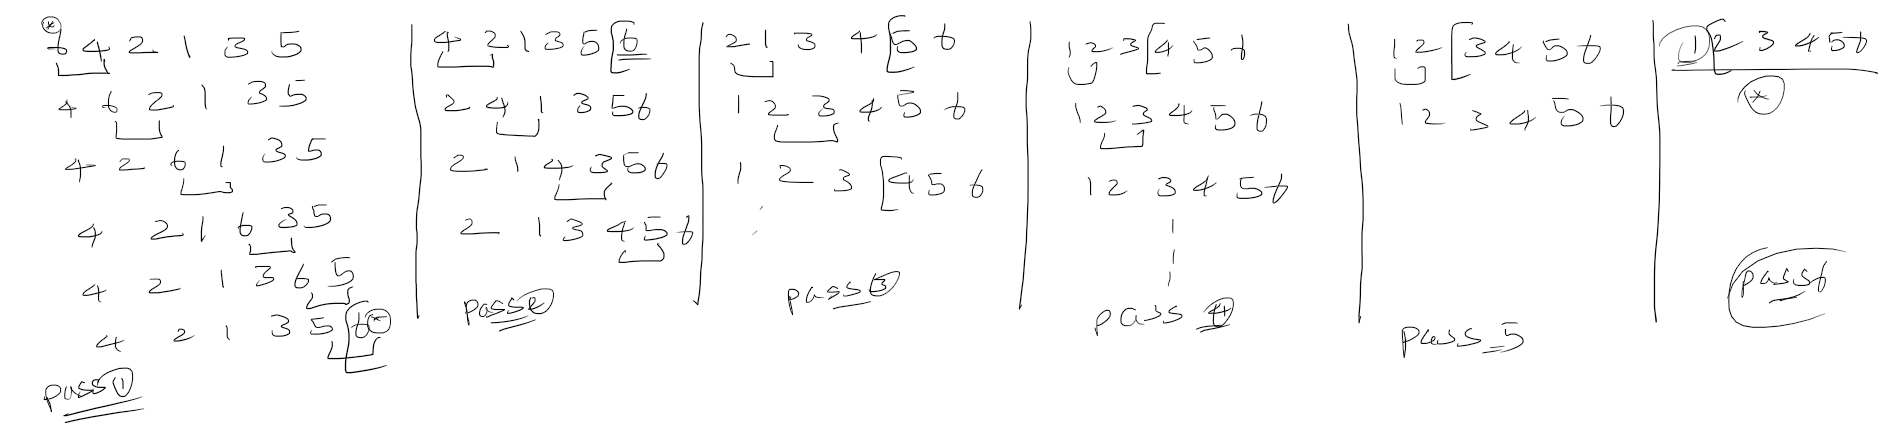 6 4 2 1 3 5
4 6 2 1 3 5
4 2 6 1 3 5
4 2 1 6 3 5
4 2 1 3 6 5
4 2 1 3 5 [6
pass 1
4 2 1 3 5 [6
2 4 1 3 5 6
2 1 4 3 5 6
2 1 3 4 5 6
pass 2
2 1 3 4 [5 6
1 2 3 4 5 6
1 2 3 [4 5 6
pass 3
1 2 3 [4 5 6
1 2 3 4 5 6
1 2 3 4 5 6
pass 4
1 2 [3 4 5 6
1 2 3 4 5 6
pass 5
1 [2 3 4 5 6
*
pass 6